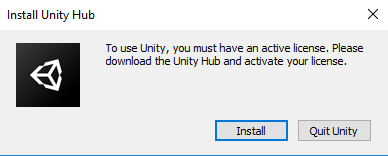 Install Unity Hub
To use Unity, you must have an active license. Please
download the Unity Hub and activate your license.
Install
Quit Unity